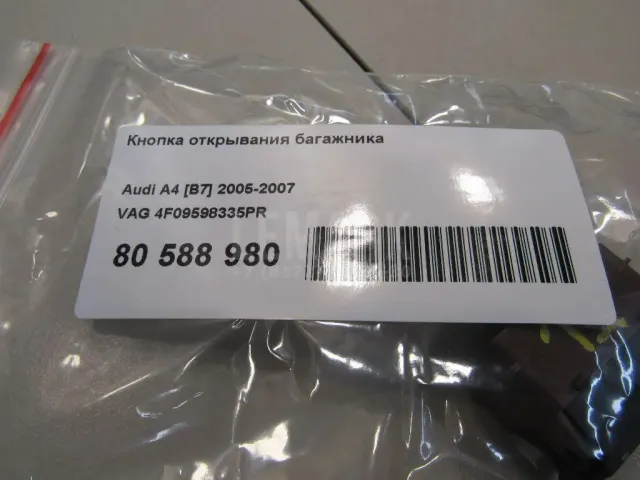 Кнопка открывания багажника
Audi A4 [B7] 2005-2007
VAG 4F09598335PR
80 588 980